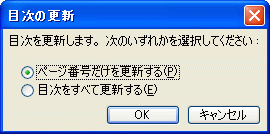 目次の更新
目次を更新します。次のいずれかを選択してください:
ページ番号だけを更新する(P)
目次をすべて更新する(E)
OK
キャンセル